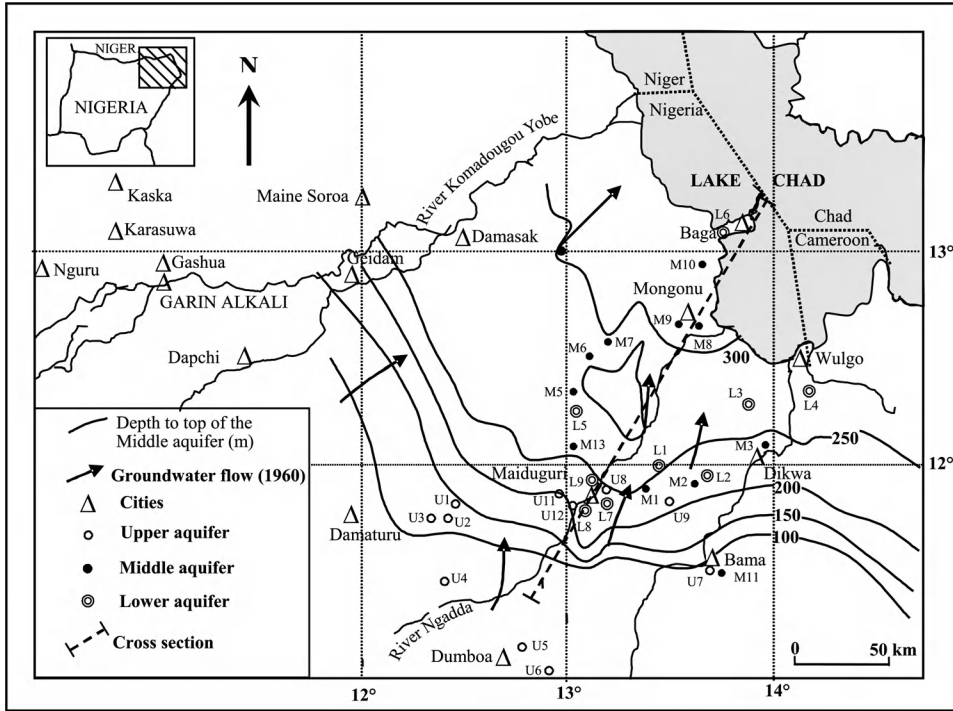 NIGER
NIGERIA
N
Niger
Nigeria
LAKE CHAD
Chad
Cameroon
River Komadougou Yobe
Kaska
Karasuwa
Nguru
Gashua
GARIN ALKALI
Maine Soroa
Geidam
Damasak
Dapchi
L6
Baga
M10
Mongonu
M9
M8
M7
M6
M5
L5
M13
300
Wulgo
L3
L4
250
200
150
100
13°
12°
Maiduguri
L9
U8
L1
M3
M2
L2
Dikwa
U11
U12
L8
L7
M1
U9
U1
U2
U3
Damaturu
U4
Bama
U7
M11
River Ngadda
U5
Dumboa
U6
0 50 km
12°
13°
14°
Depth to top of the
Middle aquifer (m)
Groundwater flow (1960)
Cities
Upper aquifer
Middle aquifer
Lower aquifer
Cross section